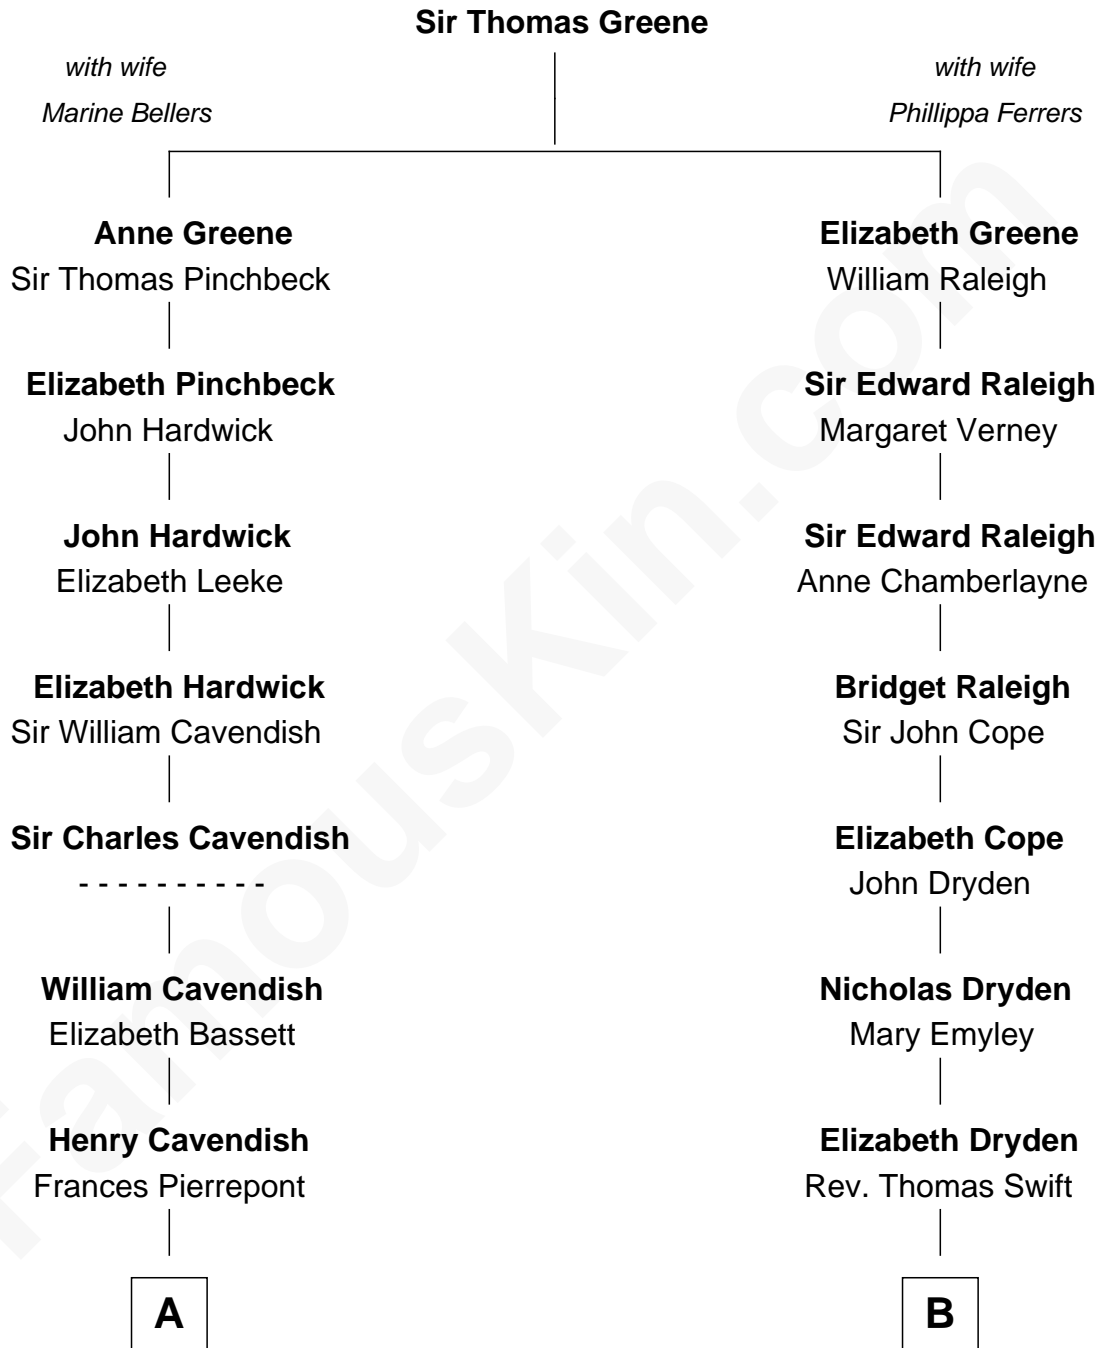 Sir Thomas Greene
with wife
Marine Bellers
with wife
Phillippa Ferrers
Anne Greene
Sir Thomas Pinchbeck
Elizabeth Pinchbeck
John Hardwick
John Hardwick
Elizabeth Leeke
Elizabeth Hardwick
Sir William Cavendish
Sir Charles Cavendish
- - - - - - - - - -
William Cavendish
Elizabeth Bassett
Henry Cavendish
Frances Pierrepont
A
Elizabeth Greene
William Raleigh
Sir Edward Raleigh
Margaret Verney
Sir Edward Raleigh
Anne Chamberlayne
Bridget Raleigh
Sir John Cope
Elizabeth Cope
John Dryden
Nicholas Dryden
Mary Emyley
Elizabeth Dryden
Rev. Thomas Swift
B
FamousKin.com